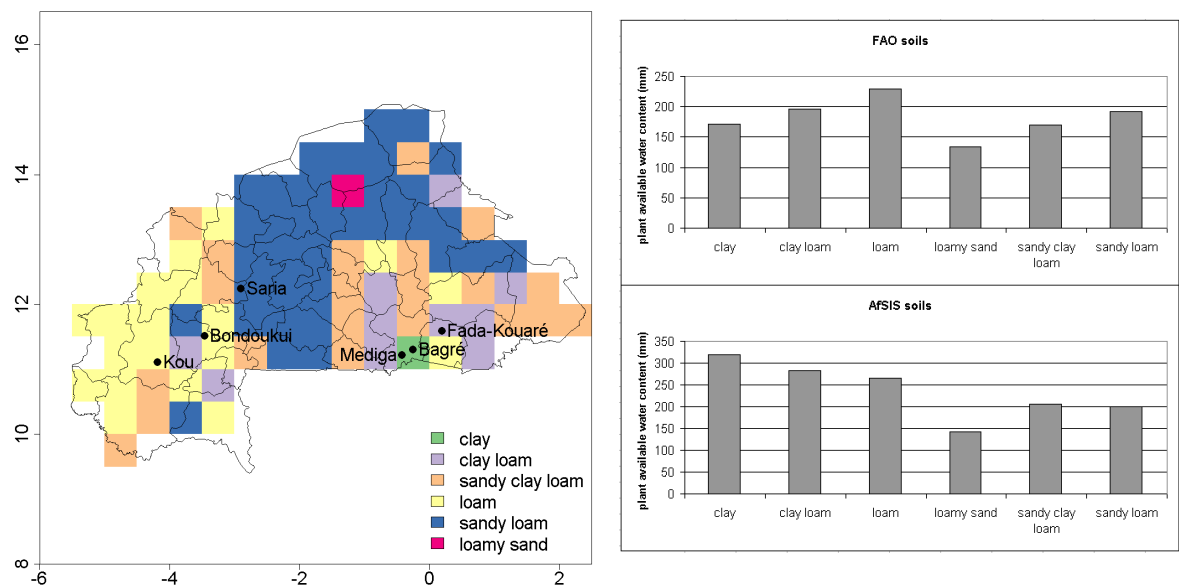 16
14
12
10
8
-6
-4
-2
0
2
Saria
Bondoukui
Kou
Fada-Kouaré
Bagré
Mediga
clay
clay loam
sandy clay loam
loam
sandy loam
loamy sand
FAO soils
plant available water content (mm)
250
200
150
100
50
0
clay
clay loam
loam
loamy sand
sandy clay
loam
sandy loam
AfSIS soils
plant available water content (mm)
350
300
250
200
150
100
50
0
clay
clay loam
loam
loamy sand
sandy clay
loam
sandy loam